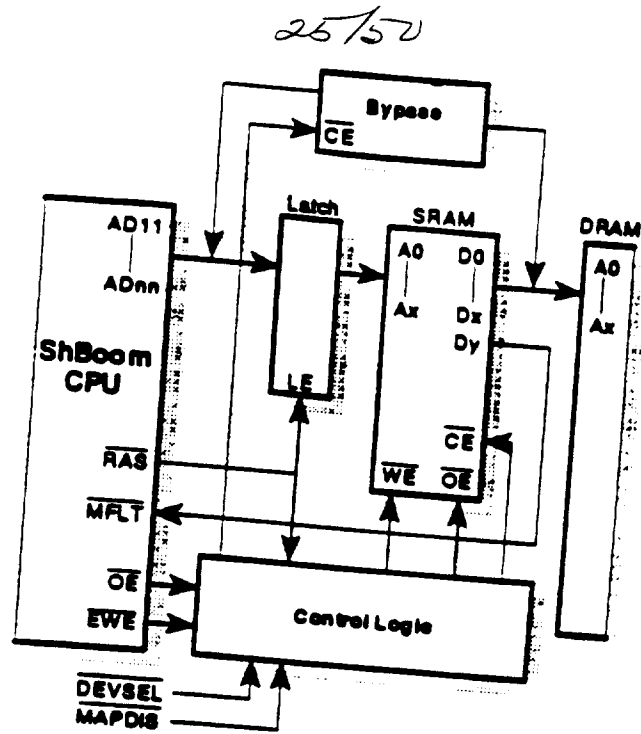 25/50
Bypass
CE
Latch
LE
SRAM
A0
Ax
D0
Dx
Dy
CE
WE
OE
DRAM
A0
Ax
AD11
ADnn
ShBoom
CPU
RAS
MFLT
OE
EWE
Control Logic
DEVSEL
MAPDIS